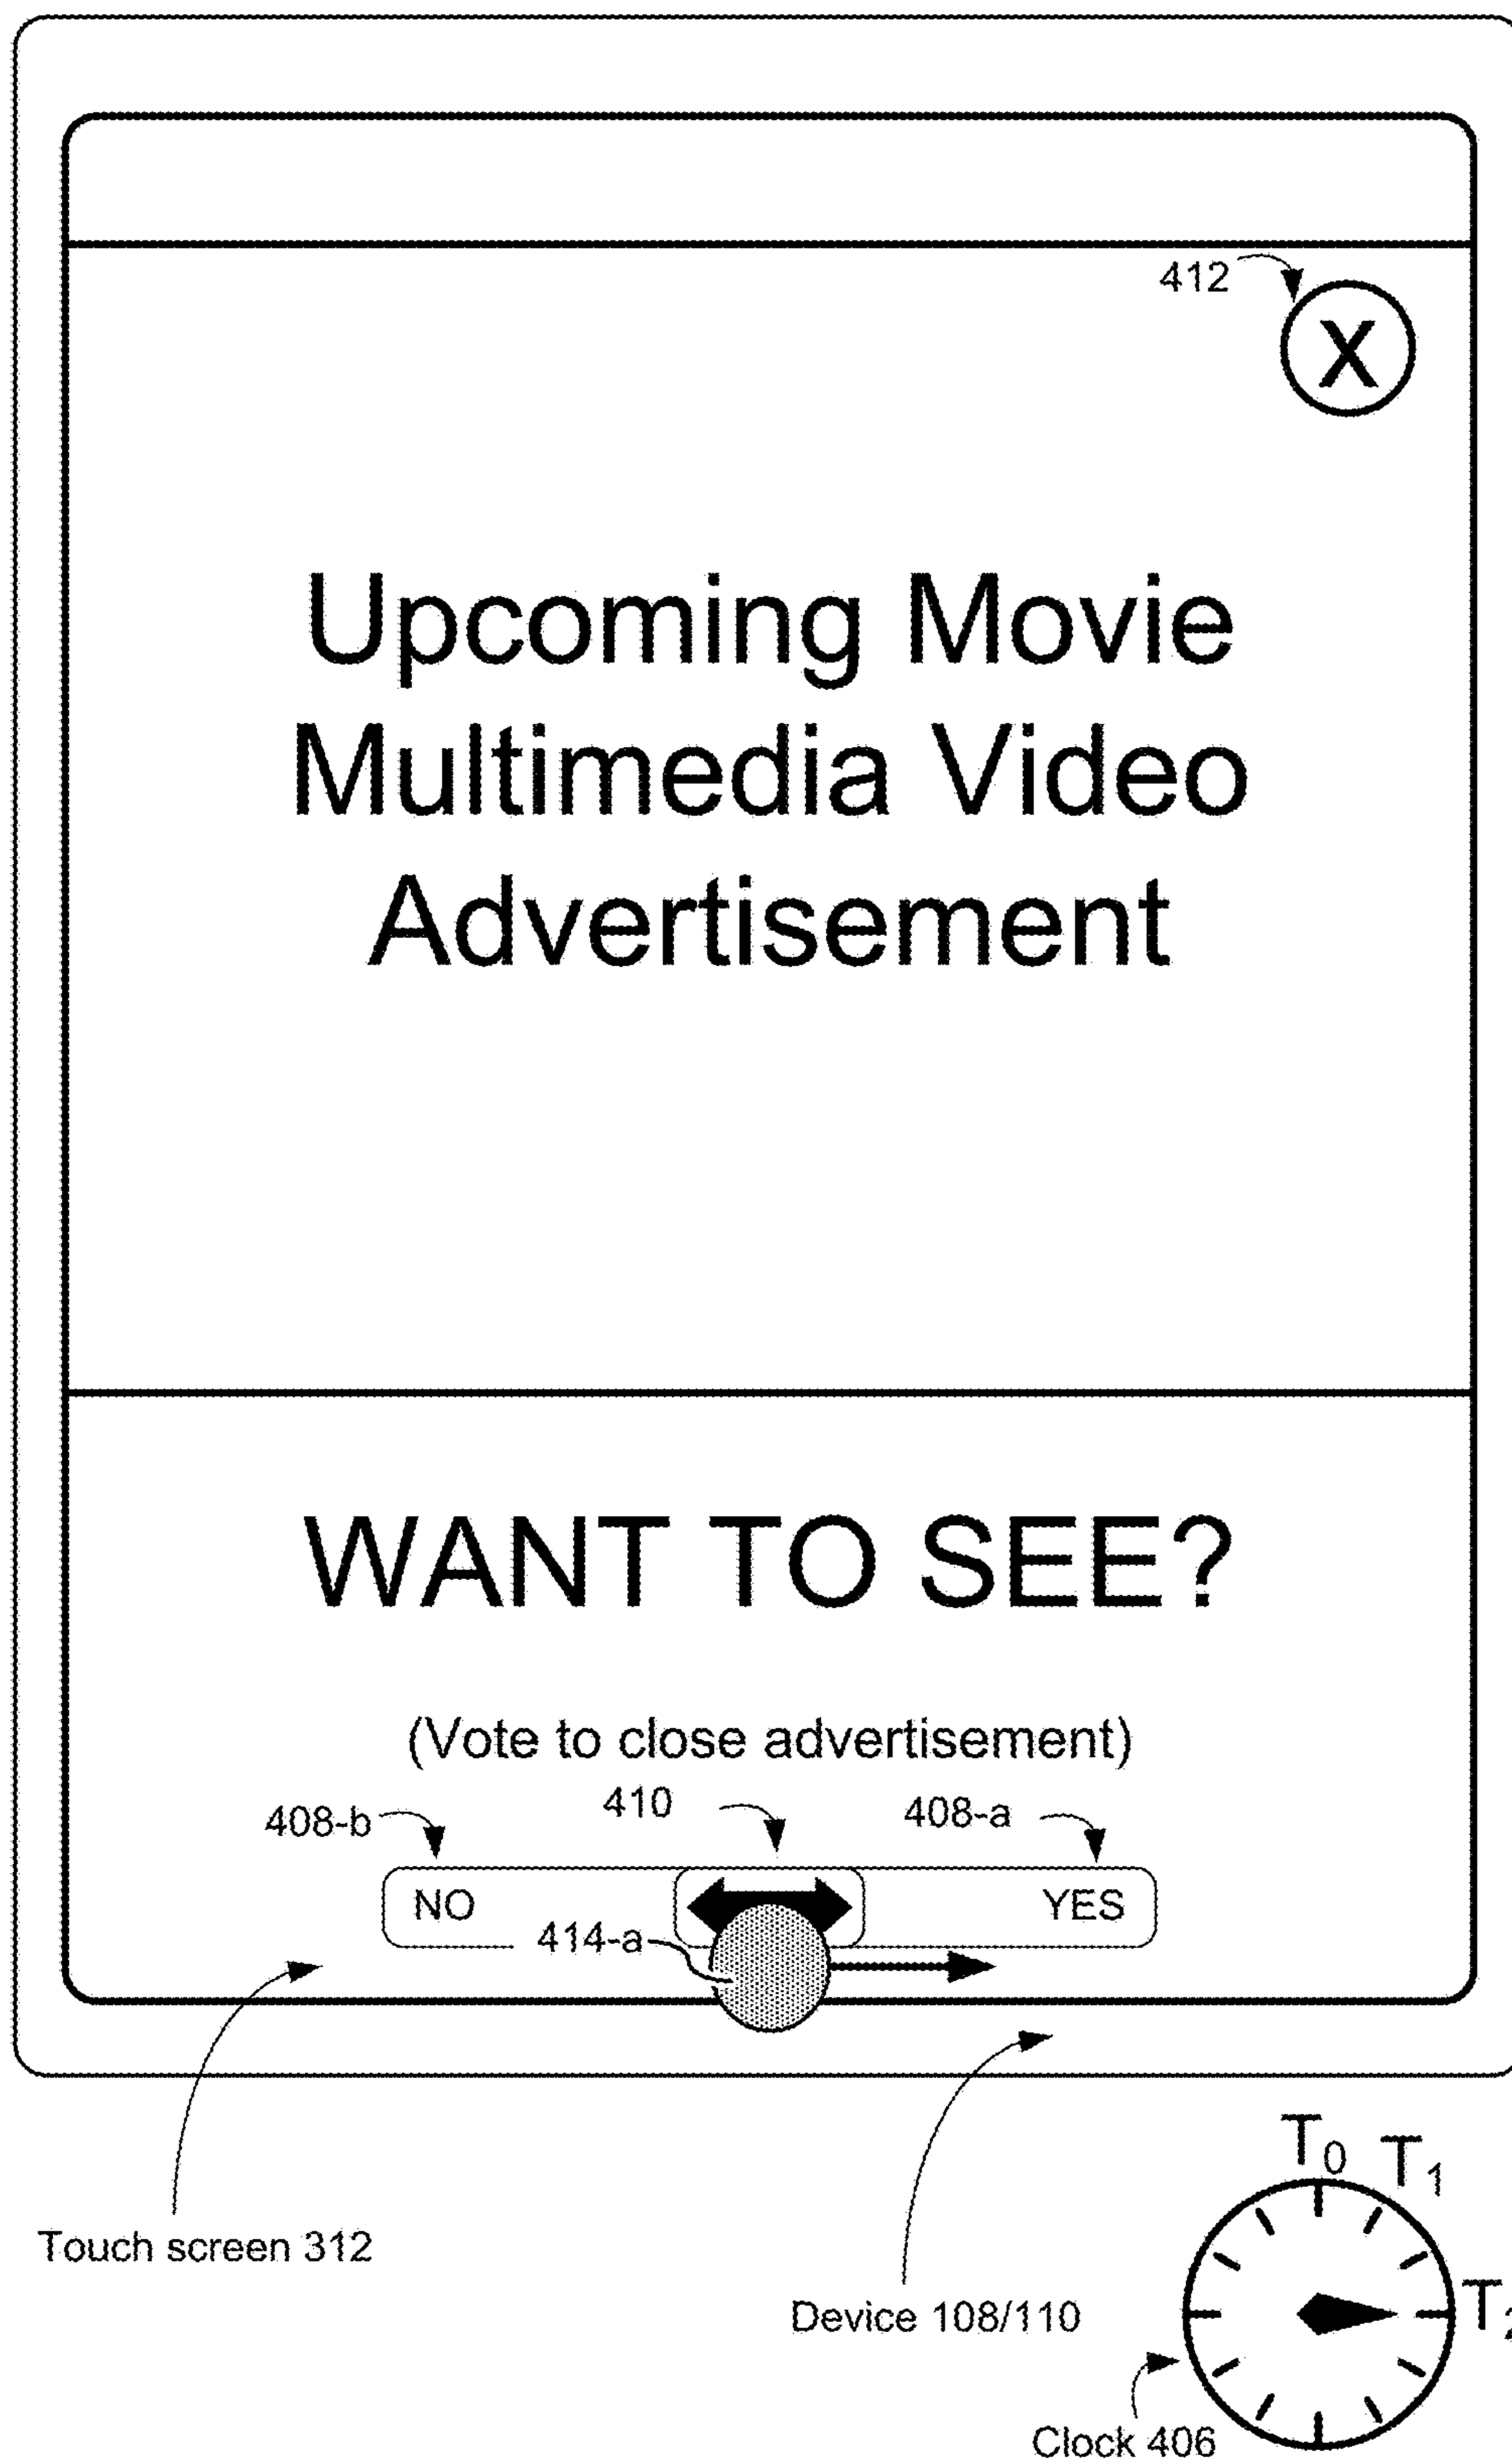 412
X
Upcoming Movie
Multimedia Video
Advertisement
WANT TO SEE?
(Vote to close advertisement)
408-b
410
408-a
NO
YES
414-a
T0
T1
Touch screen 312
Device 108/110
T2
Clock 406